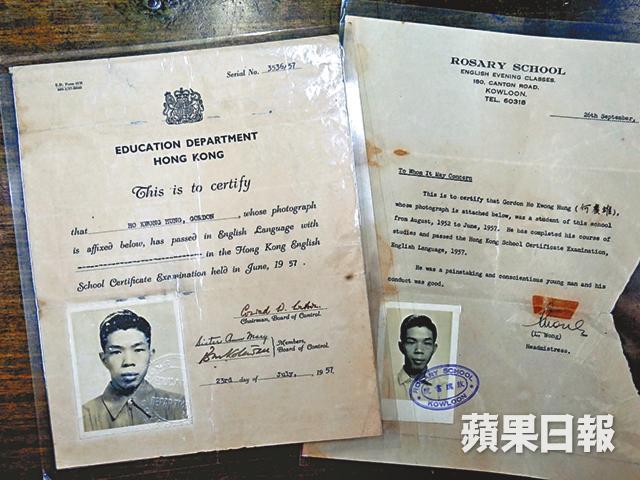 Serial No. 3536/57
EDUCATION DEPARTMENT
HONG KONG
This is to certify
that HO KWONG HUNG, GORDON, whose photograph
is affixed below, has passed in English Language with
in the Hong Kong English
School Certificate Examination held in June, 1957.
Chairman, Board of Control.
Sister Ann Mary
Members,
Board of Control.
23rd day of July, 1957.
ROSARY SCHOOL
ENGLISH EVENING CLASSES.
180, CANTON ROAD,
KOWLOON.
TEL. 60318
26th September,
To Whom It May Concern
This is to certify that Gordon Ho Kwong Hung (何廣雄),
whose photograph is attached below, was a student of this school
from August, 1952 to June, 1957. He has completed his course of
studies and passed the Hong Kong School Certificate Examination,
English Language, 1957.
He was a painstaking and conscientious young man and his
conduct was good.
Wong)
Headmistress.
ROSARY SCHOOL
KOWLOON
蘋果日報